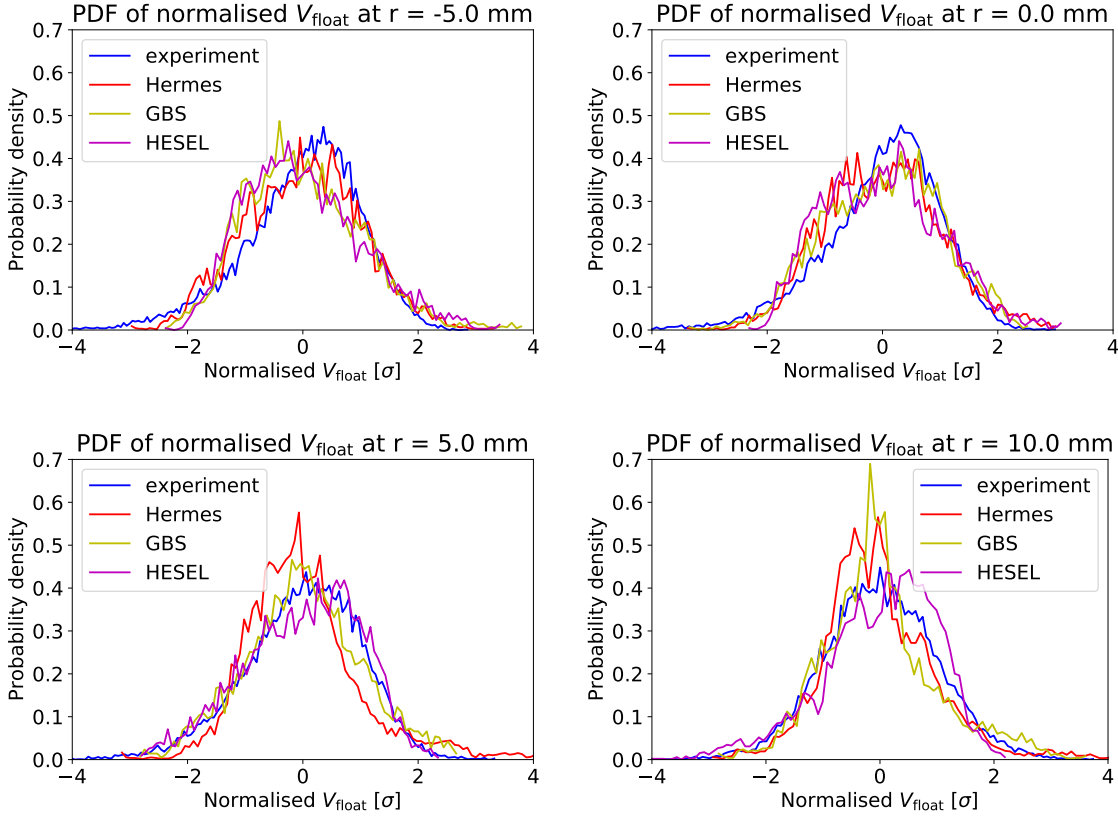 PDF of normalised V_float at r = -5.0 mm
0.7
0.6
0.5
0.4
0.3
0.2
0.1
0.0
Probability density
experiment
Hermes
GBS
HESEL
−4
−2
0
2
4
Normalised V_float [σ]
PDF of normalised V_float at r = 0.0 mm
0.7
0.6
0.5
0.4
0.3
0.2
0.1
0.0
Probability density
experiment
Hermes
GBS
HESEL
−4
−2
0
2
4
Normalised V_float [σ]
PDF of normalised V_float at r = 5.0 mm
0.7
0.6
0.5
0.4
0.3
0.2
0.1
0.0
Probability density
experiment
Hermes
GBS
HESEL
−4
−2
0
2
4
Normalised V_float [σ]
PDF of normalised V_float at r = 10.0 mm
0.7
0.6
0.5
0.4
0.3
0.2
0.1
0.0
Probability density
experiment
Hermes
GBS
HESEL
−4
−2
0
2
4
Normalised V_float [σ]